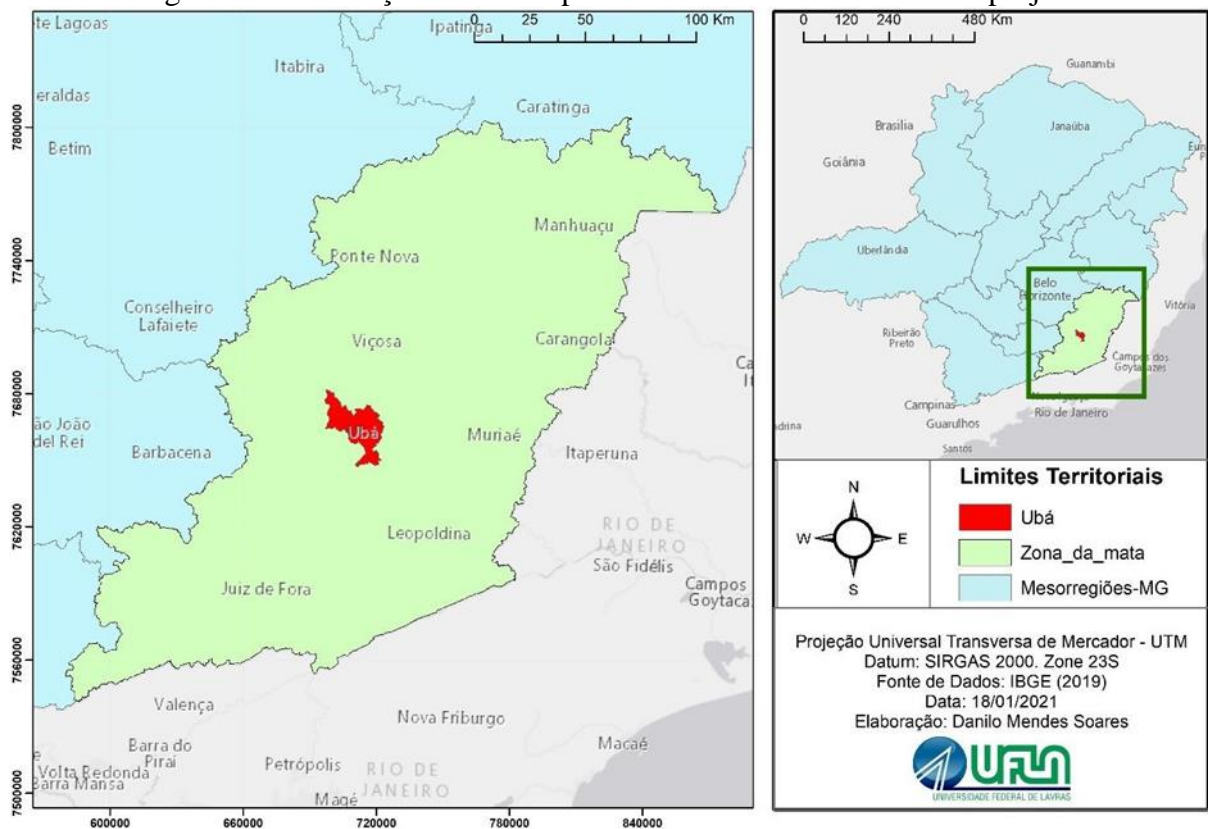 0 25 50 100 Km
te Lagoas
Ipatinga
Itabira
eraldas
Caratinga
Betim
Manhuaçu
Ponte Nova
Conselheiro
Lafaiete
Viçosa
Carangola
ão João
del Rei
Ubá
Muriaé
Barbacena
Itaperuna
Leopoldina
RIO DE
JANEIRO
São Fidélis
Juiz de Fora
Campos
Goytacaz
Valença
Nova Friburgo
Barra do
Piraí
Macaé
Volta Redonda
Barra Mansa
Petrópolis
RIO DE
JANEIRO
Magé
7800000
7740000
7680000
7620000
7560000
7500000
600000 660000 720000 780000 840000
0 120 240 480 Km
Guanambi
Brasília
Janaúba
Goiânia
Uberlândia
Belo
Horizonte
Vitória
Ribeirão
Preto
Campos dos
Goytacazes
Campinas
Rio de Janeiro
Guarulhos
Santos
drina
N
W E
S
Limites Territoriais
Ubá
Zona_da_mata
Mesorregiões-MG
Projeção Universal Transversa de Mercador - UTM
Datum: SIRGAS 2000. Zone 23S
Fonte de Dados: IBGE (2019)
Data: 18/01/2021
Elaboração: Danilo Mendes Soares
UFLA
UNIVERSIDADE FEDERAL DE LAVRAS